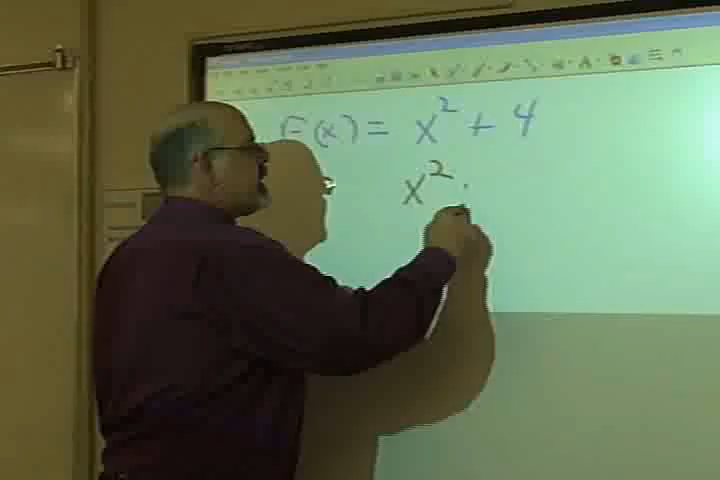 F(x) = x² + 4
x²